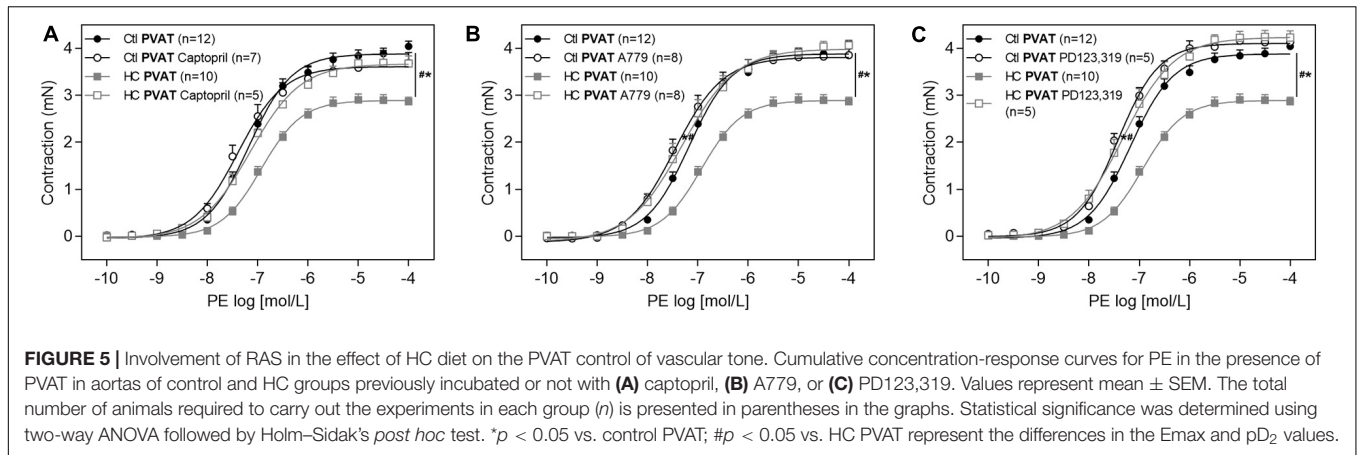 A
Ctl PVAT (n=12)
Ctl PVAT Captopril (n=7)
HC PVAT (n=10)
HC PVAT Captopril (n=5)
#*
Contraction (mN)
4
3
2
1
0
-10 -9 -8 -7 -6 -5 -4
PE log [mol/L]
B
Ctl PVAT (n=12)
Ctl PVAT A779 (n=8)
HC PVAT (n=10)
HC PVAT A779 (n=8)
#*
*#
Contraction (mN)
4
3
2
1
0
-10 -9 -8 -7 -6 -5 -4
PE log [mol/L]
C
Ctl PVAT (n=12)
Ctl PVAT PD123,319 (n=5)
HC PVAT (n=10)
HC PVAT PD123,319
(n=5)
#*
*#
Contraction (mN)
4
3
2
1
0
-10 -9 -8 -7 -6 -5 -4
PE log [mol/L]
FIGURE 5 | Involvement of RAS in the effect of HC diet on the PVAT control of vascular tone. Cumulative concentration-response curves for PE in the presence of
PVAT in aortas of control and HC groups previously incubated or not with (A) captopril, (B) A779, or (C) PD123,319. Values represent mean ± SEM. The total
number of animals required to carry out the experiments in each group (n) is presented in parentheses in the graphs. Statistical significance was determined using
two-way ANOVA followed by Holm–Sidak's post hoc test. *p < 0.05 vs. control PVAT; #p < 0.05 vs. HC PVAT represent the differences in the Emax and pD₂ values.